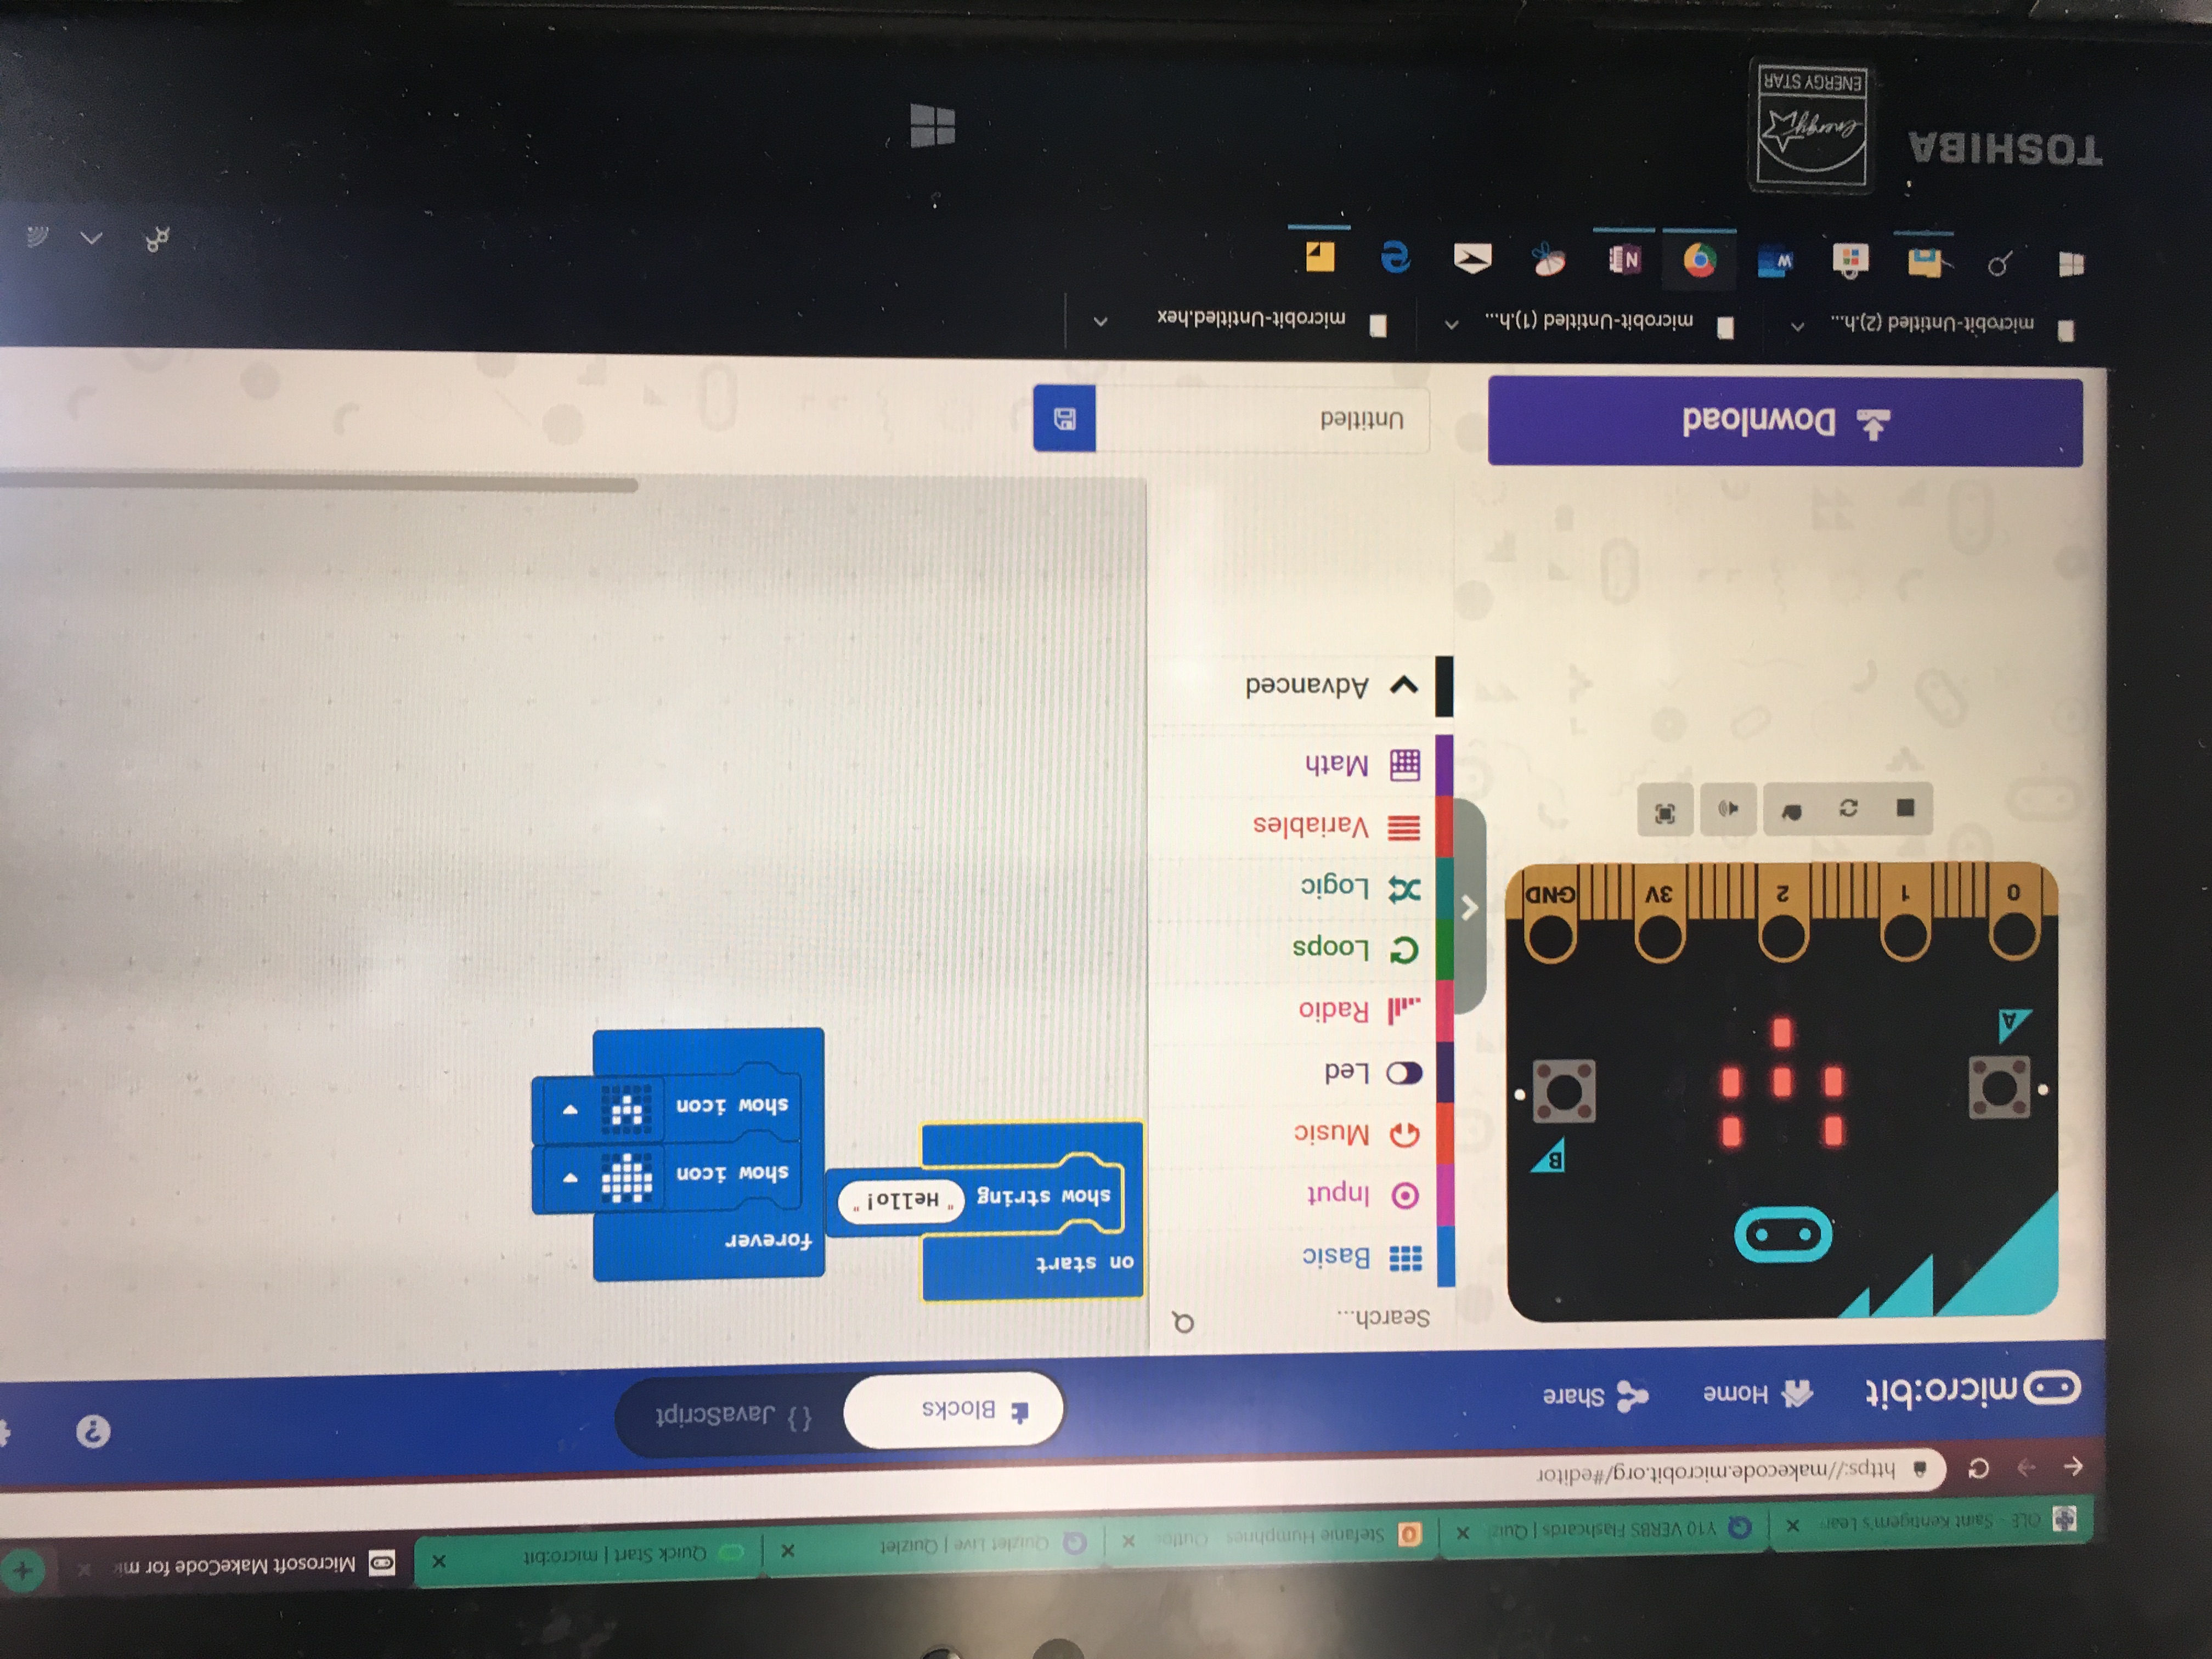 OLE - Saint Kentigern's Lear
Y10 VERBS Flashcards | Quiz
Stefanie Humphries - Outloo
Quizlet Live | Quizlet
Quick Start | micro:bit
Microsoft MakeCode for mic
https://makecode.microbit.org/#editor
micro:bit
Home
Share
Blocks
{} JavaScript
?
Search...
Basic
Input
Music
Led
Radio
Loops
Logic
Variables
Math
Advanced
B
A
0 1 2 3V GND
on start
show string "Hello!"
forever
show icon
show icon
Download
Untitled
microbit-Untitled (2).h...
microbit-Untitled (1).h...
microbit-Untitled.hex
TOSHIBA
energy
ENERGY STAR